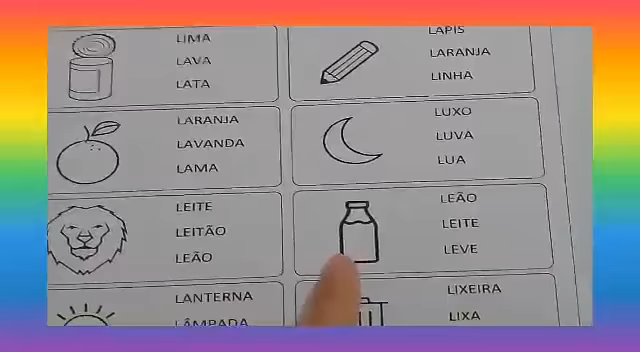 LIMA
LAVA
LATA
LÁPIS
LARANJA
LINHA
LARANJA
LAVANDA
LAMA
LUXO
LUVA
LUA
LEITE
LEITÃO
LEÃO
LEÃO
LEITE
LEVE
LANTERNA
LÂMPADA
LIXEIRA
LIXA